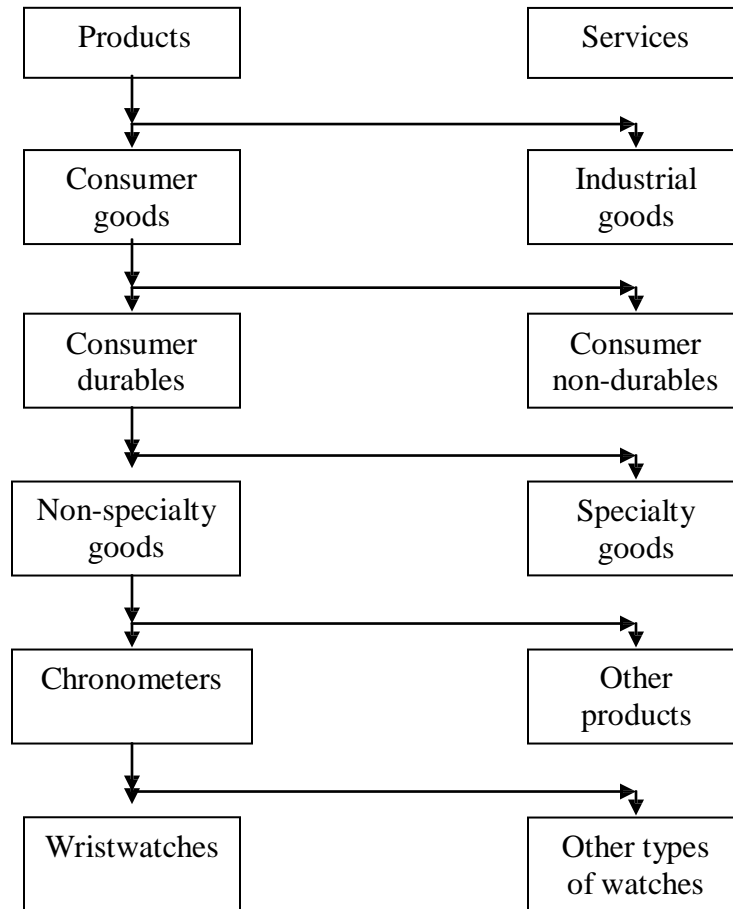 Products
Services
Consumer
goods
Industrial
goods
Consumer
durables
Consumer
non-durables
Non-specialty
goods
Specialty
goods
Chronometers
Other
products
Wristwatches
Other types
of watches